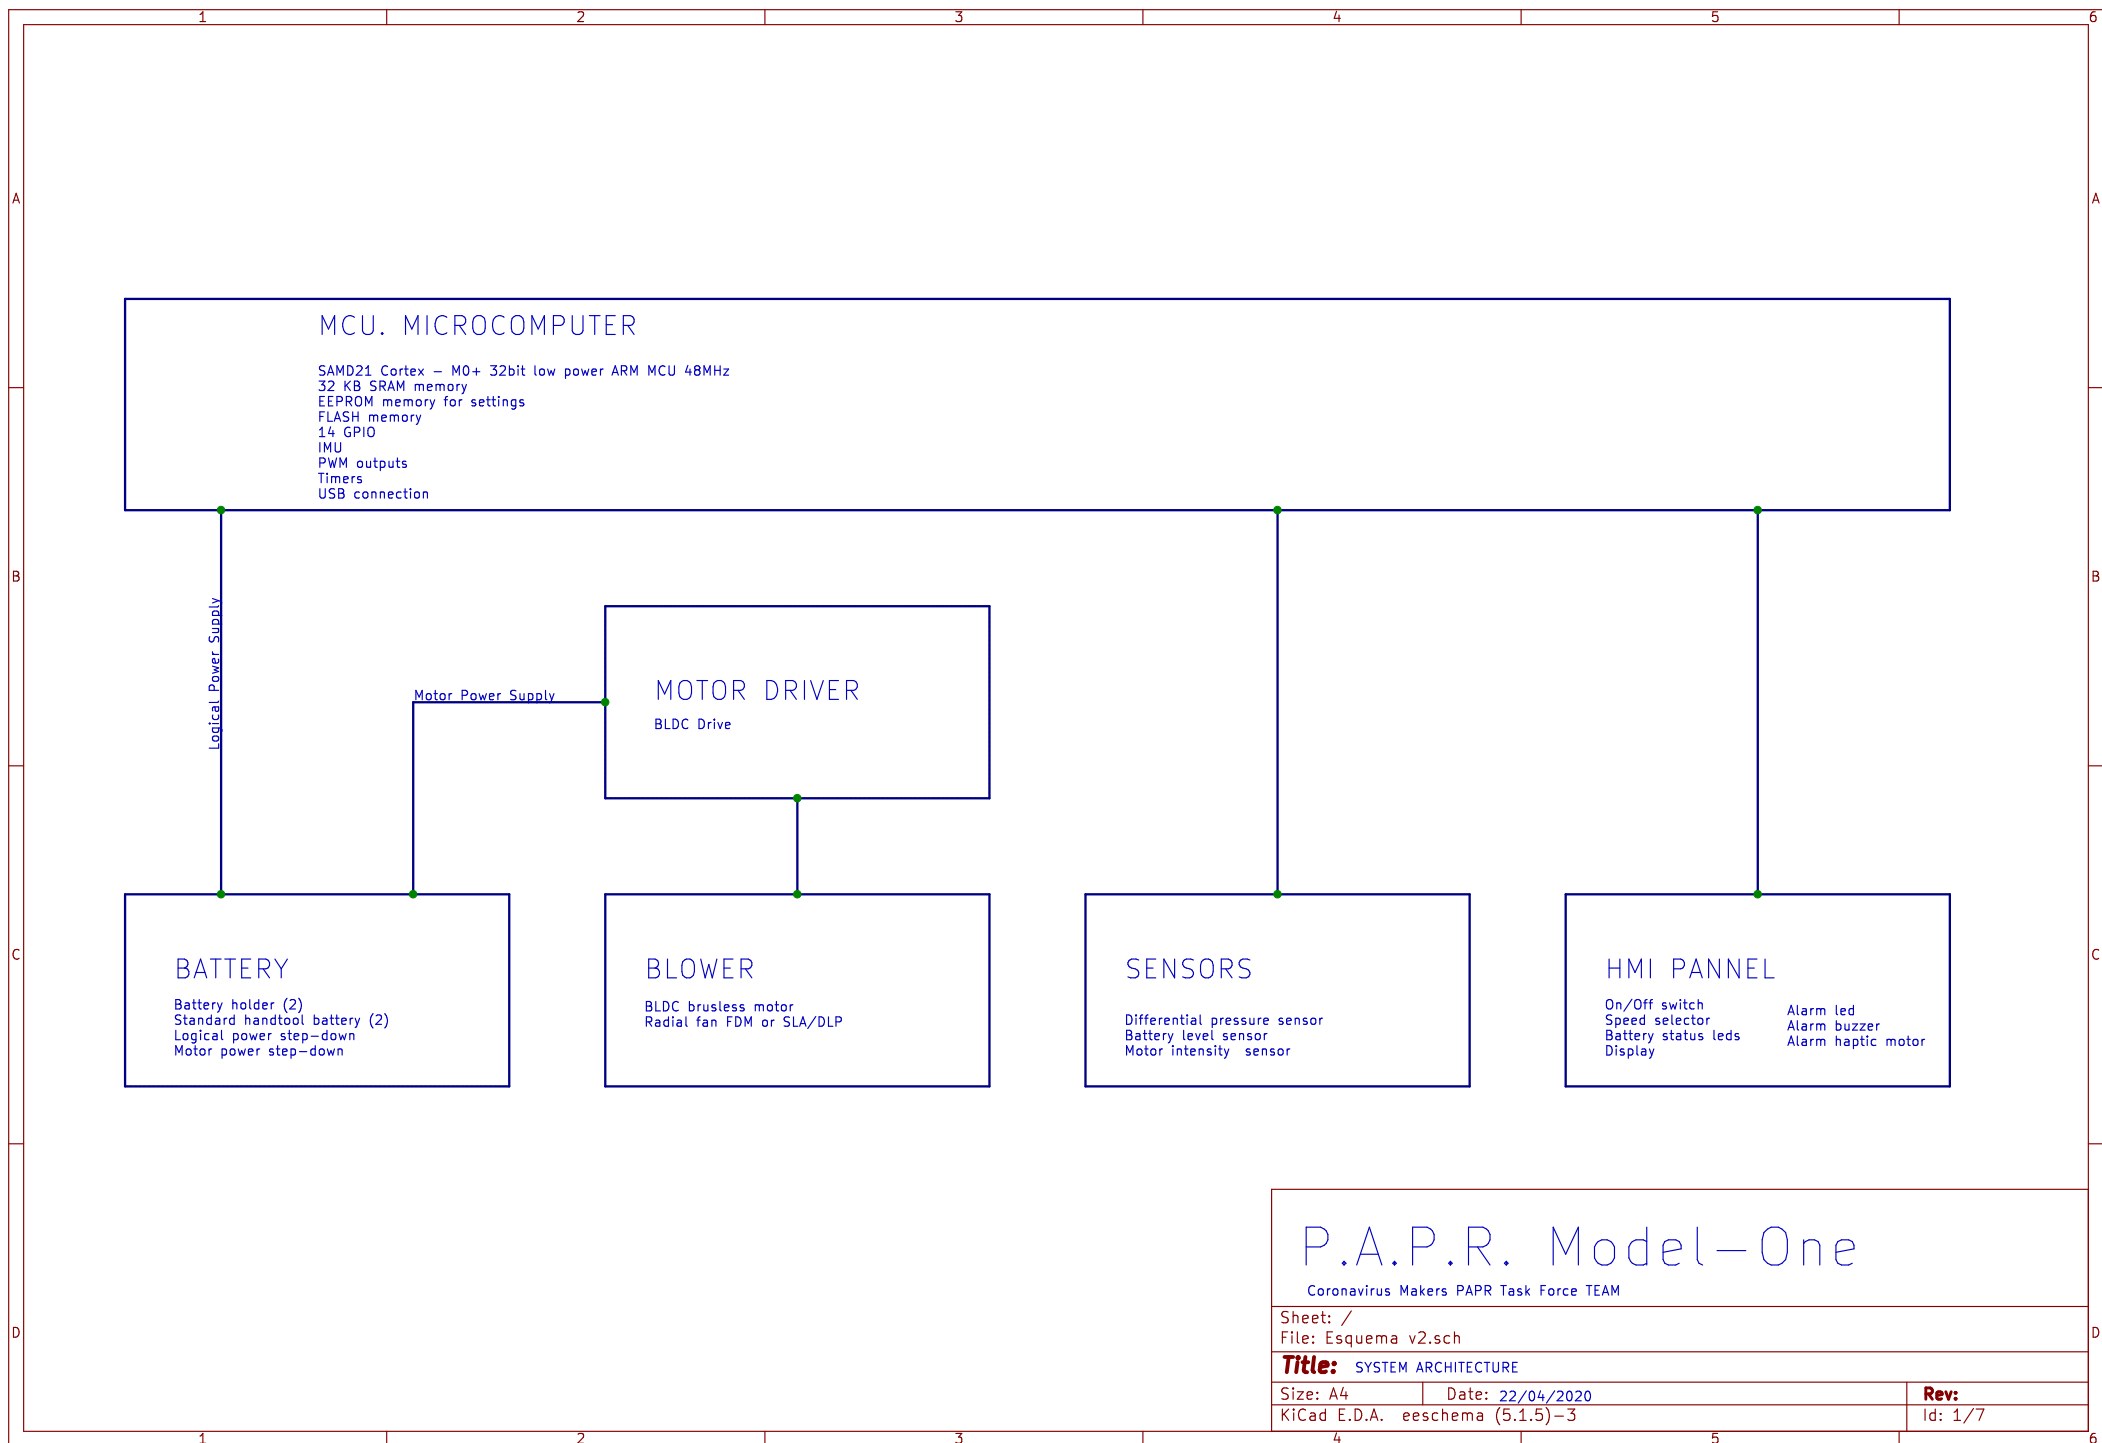 1 2 3 4 5 6
A A
MCU. MICROCOMPUTER
SAMD21 Cortex - M0+ 32bit low power ARM MCU 48MHz
32 KB SRAM memory
EEPROM memory for settings
FLASH memory
14 GPIO
IMU
PWM outputs
Timers
USB connection
B B
Logical Power Supply
Motor Power Supply
MOTOR DRIVER
BLDC Drive
C C
BATTERY
Battery holder (2)
Standard handtool battery (2)
Logical power step-down
Motor power step-down
BLOWER
BLDC brusless motor
Radial fan FDM or SLA/DLP
SENSORS
Differential pressure sensor
Battery level sensor
Motor intensity  sensor
HMI PANNEL
On/Off switch
Speed selector
Battery status leds
Display
Alarm led
Alarm buzzer
Alarm haptic motor
P.A.P.R. Model-One
Coronavirus Makers PAPR Task Force TEAM
Sheet: /
File: Esquema v2.sch
D D
Title: SYSTEM ARCHITECTURE
Size: A4 Date: 22/04/2020 Rev:
KiCad E.D.A.  eeschema (5.1.5)-3 Id: 1/7
1 2 3 4 5 6